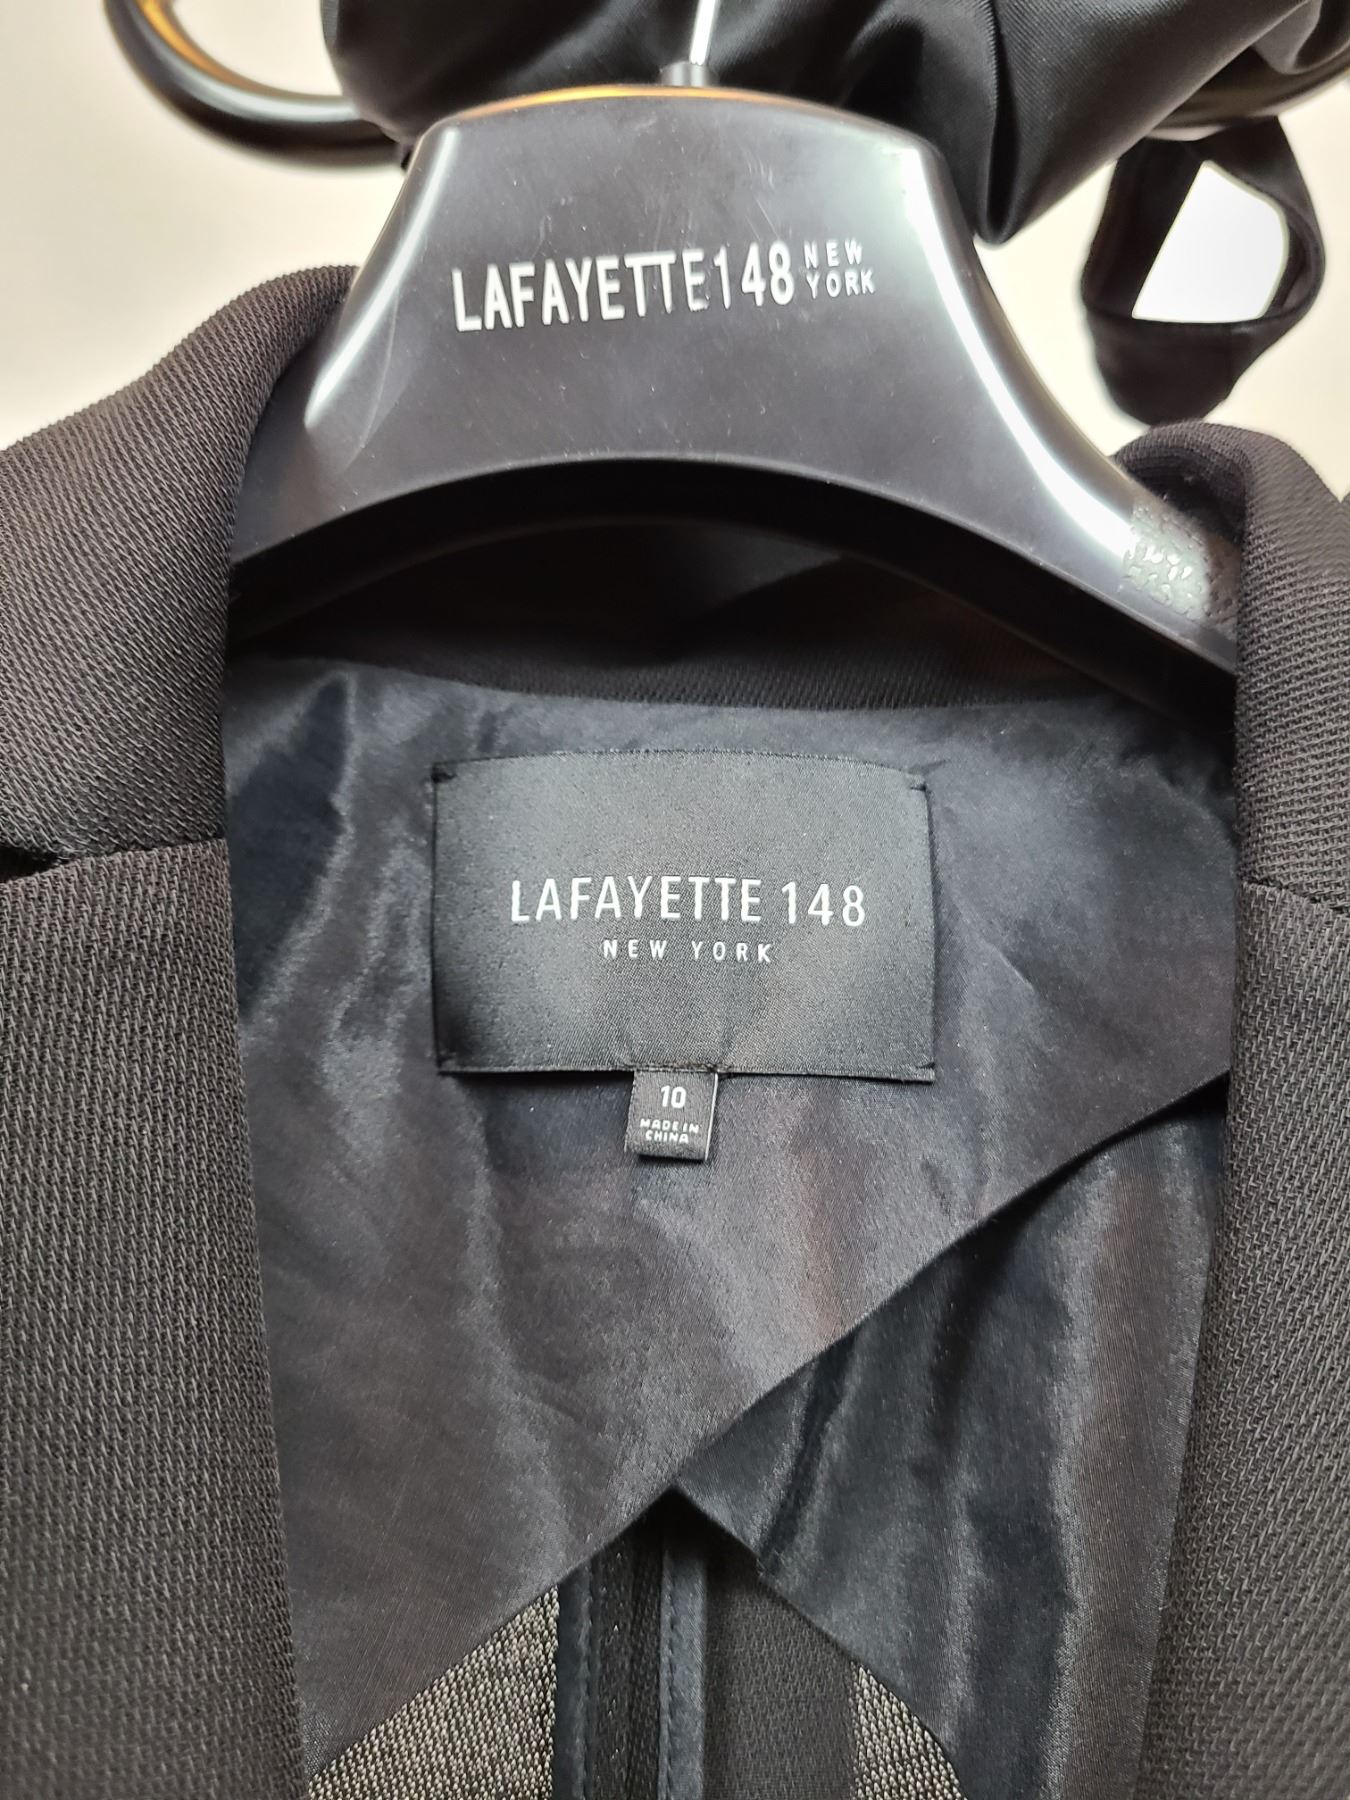 LAFAYETTE 148 NEW
YORK
LAFAYETTE 148
NEW YORK
10
MADE IN
CHINA